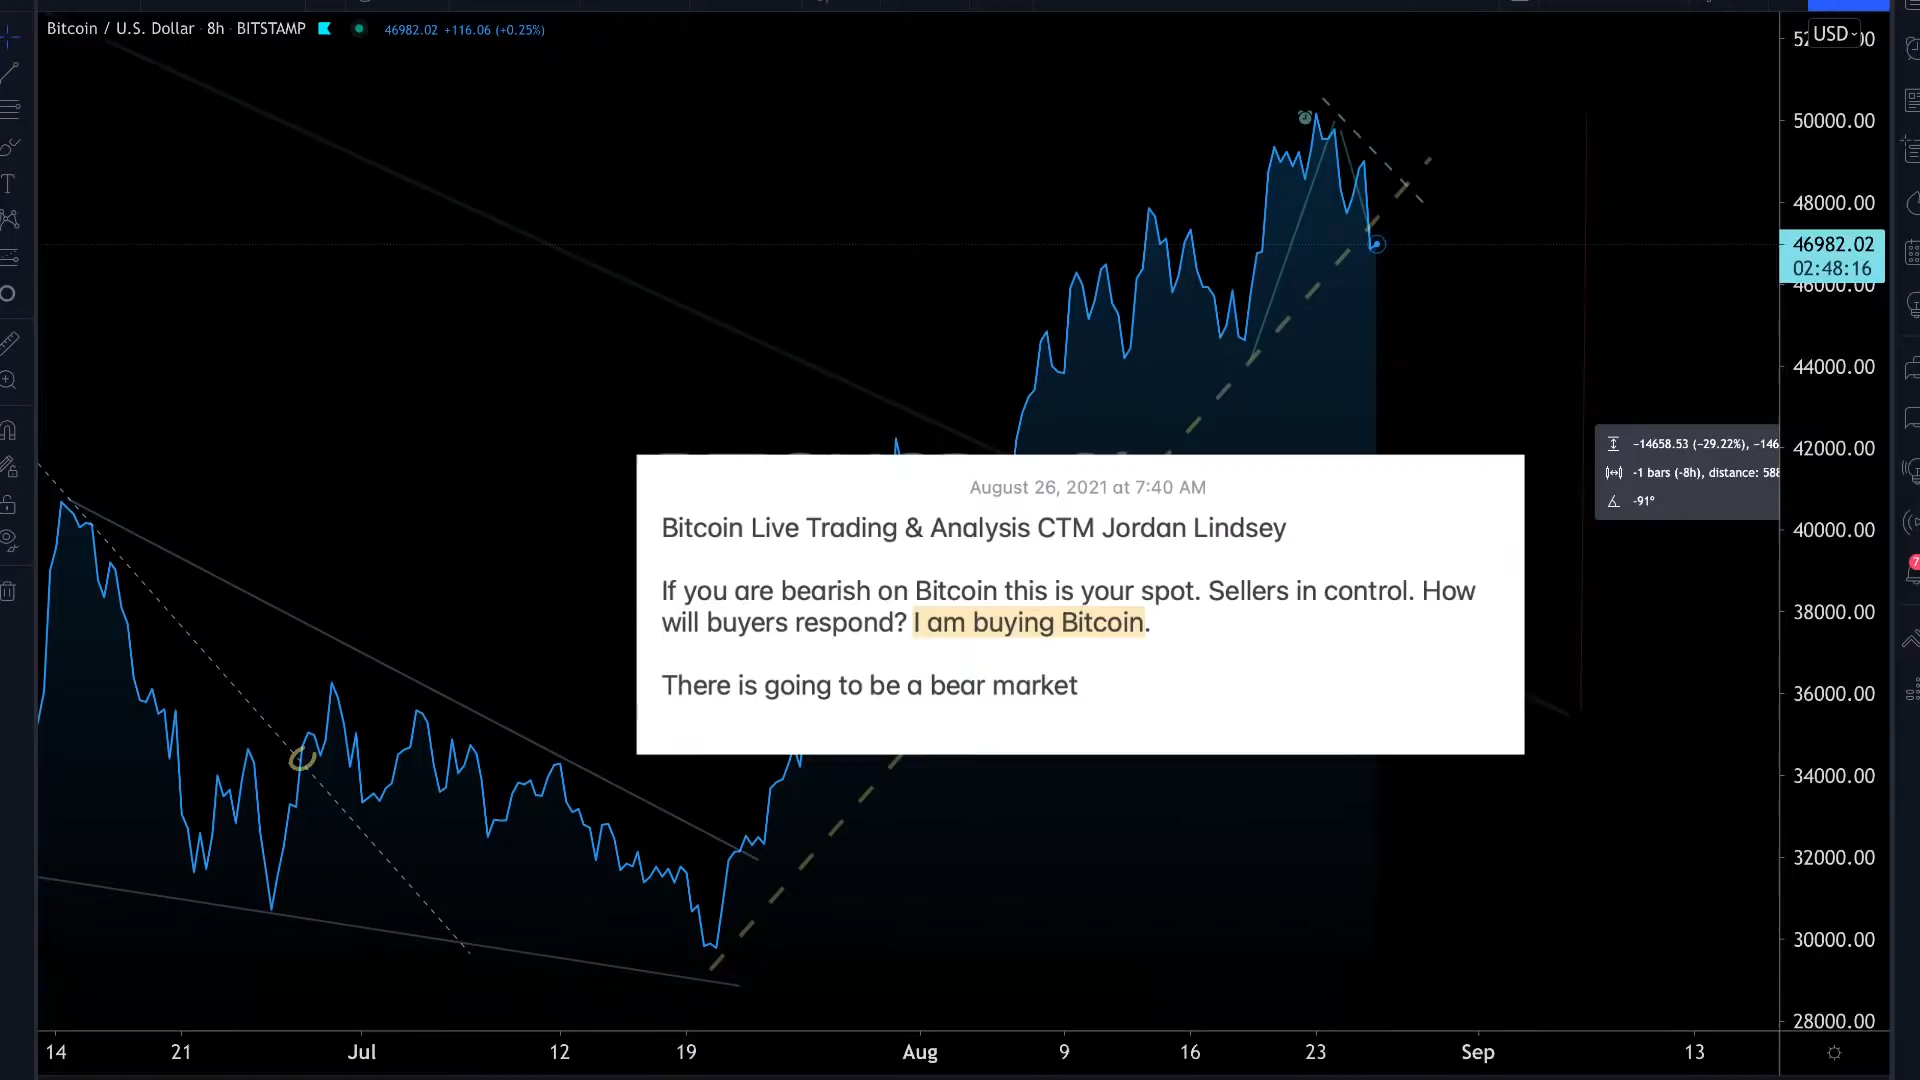 Bitcoin / U.S. Dollar · 8h · BITSTAMP
46982.02 +116.06 (+0.25%)
USD
50000.00
48000.00
46982.02
02:48:16
46000.00
44000.00
42000.00
40000.00
38000.00
36000.00
34000.00
32000.00
30000.00
28000.00
−14658.53 (−29.22%), −146
-1 bars (-8h), distance: 588
-91°
7
August 26, 2021 at 7:40 AM
Bitcoin Live Trading & Analysis CTM Jordan Lindsey
If you are bearish on Bitcoin this is your spot. Sellers in control. How
will buyers respond? I am buying Bitcoin.
There is going to be a bear market
14 21 Jul 12 19 Aug 9 16 23 Sep 13